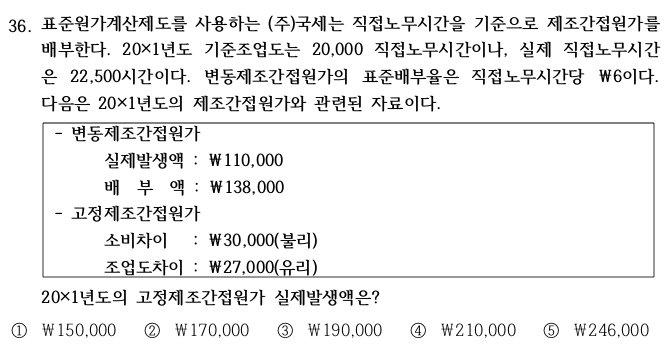 36. 표준원가계산제도를 사용하는 (주)국세는 직접노무시간을 기준으로 제조간접원가를
배부한다. 20×1년도 기준조업도는 20,000 직접노무시간이나, 실제 직접노무시간
은 22,500시간이다. 변동제조간접원가의 표준배부율은 직접노무시간당 ₩6이다.
다음은 20×1년도의 제조간접원가와 관련된 자료이다.
- 변동제조간접원가
실제발생액 : ₩110,000
배 부 액 : ₩138,000
- 고정제조간접원가
소비차이 : ₩30,000(불리)
조업도차이 : ₩27,000(유리)
20×1년도의 고정제조간접원가 실제발생액은?
① ₩150,000 ② ₩170,000 ③ ₩190,000 ④ ₩210,000 ⑤ ₩246,000